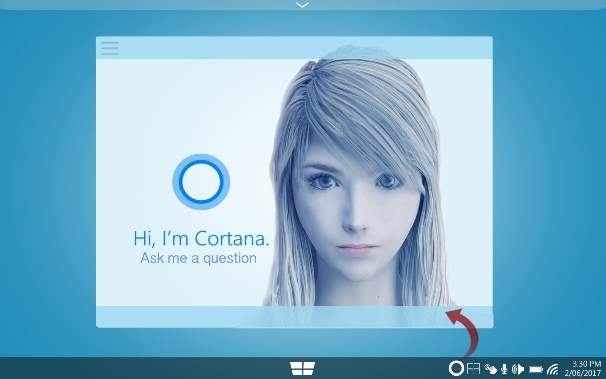 Hi, I'm Cortana.
Ask me a question
3:30 PM
2/06/2017